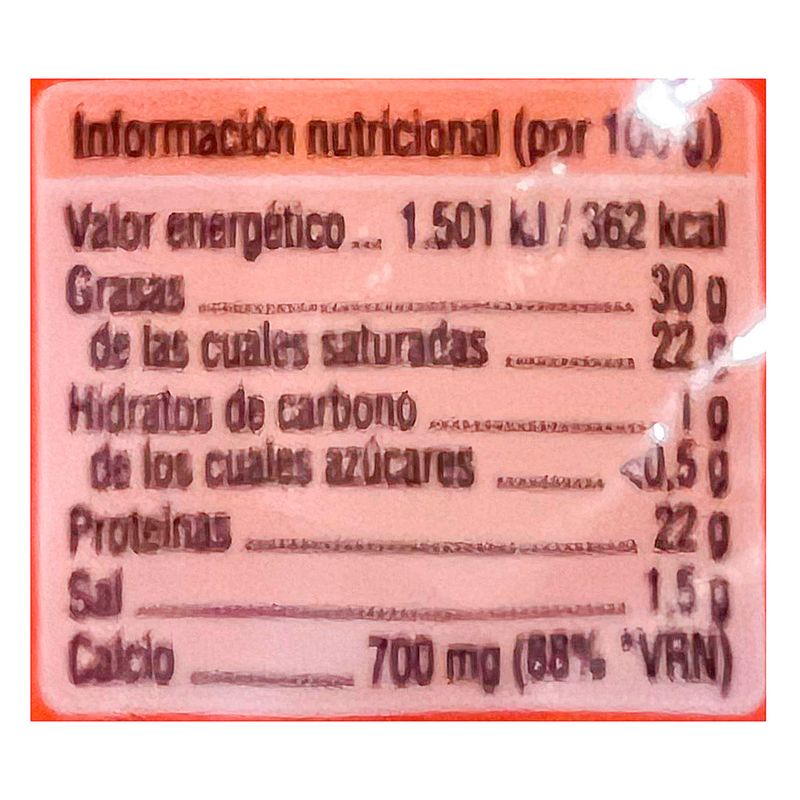 Información nutricional (por 100 g)
Valor energético ... 1.501 kJ / 362 kcal
Grasas 30 g
de las cuales saturadas 22 g
Hidratos de carbono 1 g
de los cuales azúcares <0,5 g
Proteínas 22 g
Sal 1,5 g
Calcio 700 mg (88% *VRN)